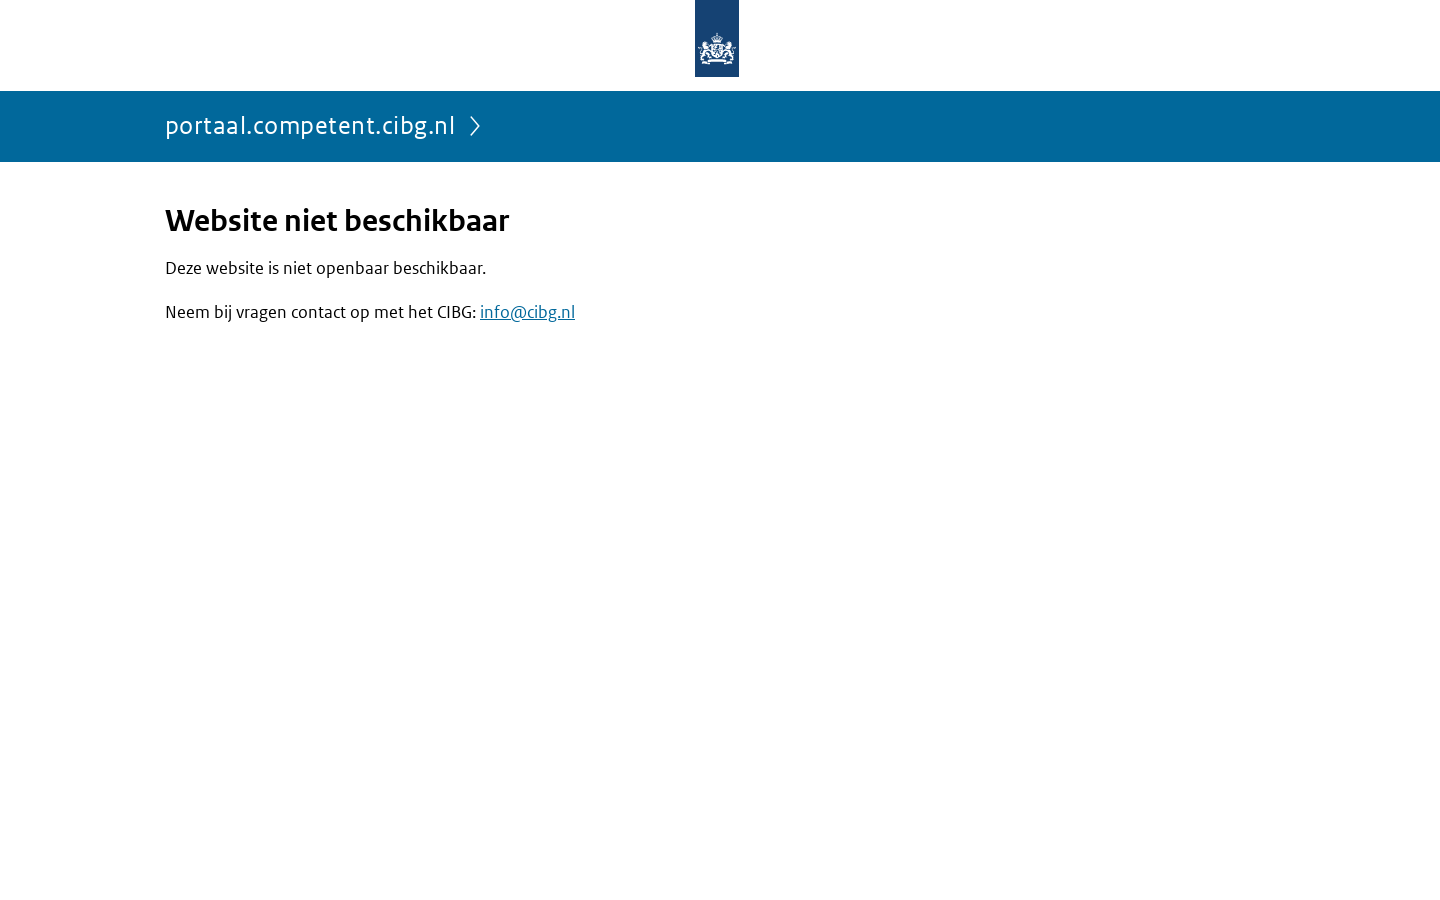 portaal.competent.cibg.nl
Website niet beschikbaar
Deze website is niet openbaar beschikbaar.
Neem bij vragen contact op met het CIBG: info@cibg.nl